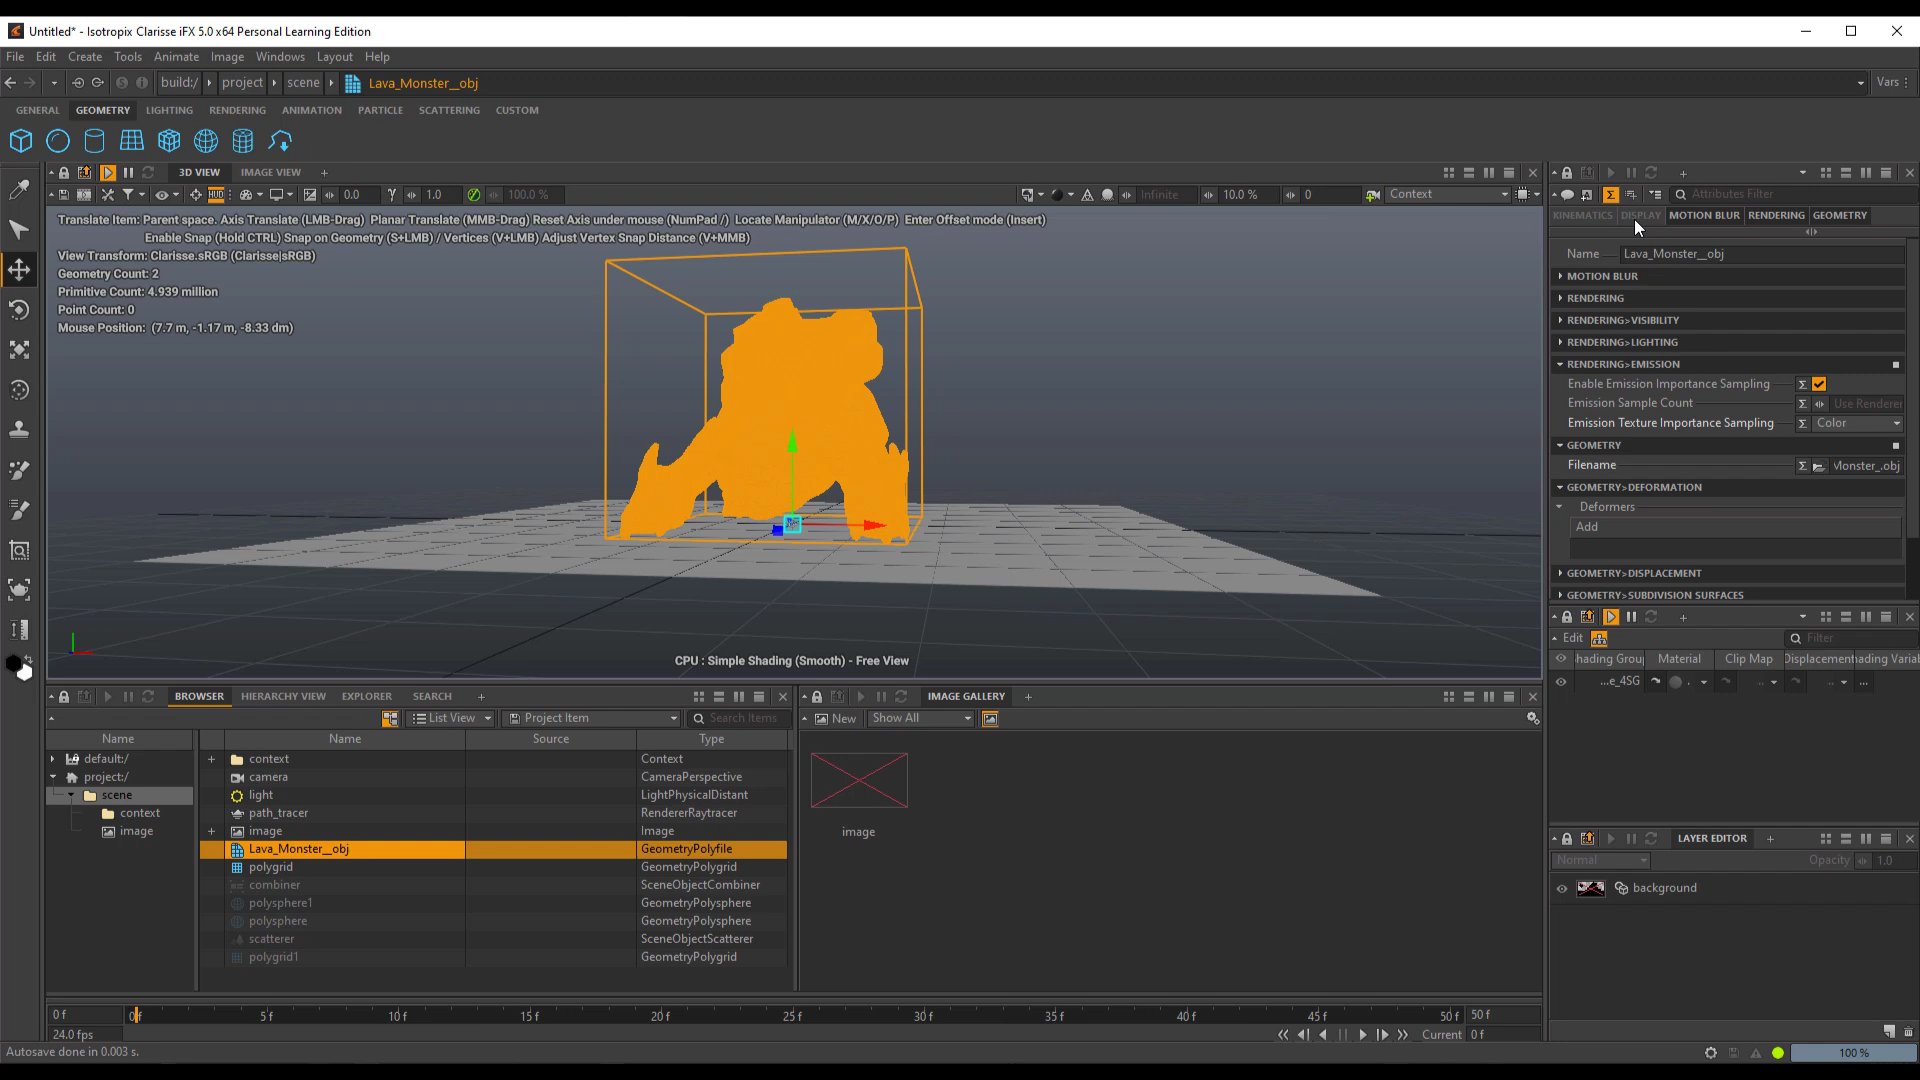 Untitled* - Isotropix Clarisse iFX 5.0 x64 Personal Learning Edition
File Edit Create Tools Animate Image Windows Layout Help
build:/ project scene Lava_Monster__obj Vars
GENERAL GEOMETRY LIGHTING RENDERING ANIMATION PARTICLE SCATTERING CUSTOM
3D VIEW IMAGE VIEW +
HUD 0.0 γ 1.0 100.0 % Infinite 10.0 % 0 Context
Translate Item: Parent space. Axis Translate (LMB-Drag) Planar Translate (MMB-Drag) Reset Axis under mouse (NumPad /) Locate Manipulator (M/X/O/P) Enter Offset mode (Insert)
Enable Snap (Hold CTRL) Snap on Geometry (S+LMB) / Vertices (V+LMB) Adjust Vertex Snap Distance (V+MMB)
View Transform: Clarisse.sRGB (Clarisse|sRGB)
Geometry Count: 2
Primitive Count: 4.939 million
Point Count: 0
Mouse Position: (7.7 m, -1.17 m, -8.33 dm)
CPU : Simple Shading (Smooth) - Free View
Attributes Filter
KINEMATICS DISPLAY MOTION BLUR RENDERING GEOMETRY
Name Lava_Monster__obj
MOTION BLUR
RENDERING
RENDERING>VISIBILITY
RENDERING>LIGHTING
RENDERING>EMISSION
Enable Emission Importance Sampling Σ
Emission Sample Count Σ Use Renderer
Emission Texture Importance Sampling Σ Color
GEOMETRY
Filename Σ Monster_.obj
GEOMETRY>DEFORMATION
Deformers
Add
GEOMETRY>DISPLACEMENT
GEOMETRY>SUBDIVISION SURFACES
Edit Filter
hading Group Material Clip Map Displacement hading Varial
...e_4SG . .. .. ...
LAYER EDITOR +
Normal Opacity 1.0
background
BROWSER HIERARCHY VIEW EXPLORER SEARCH +
List View Project Item Search Items
Name
default:/
project:/
scene
context
image
Name Source Type
+ context Context
camera CameraPerspective
light LightPhysicalDistant
path_tracer RendererRaytracer
+ image Image
Lava_Monster__obj GeometryPolyfile
polygrid GeometryPolygrid
combiner SceneObjectCombiner
polysphere1 GeometryPolysphere
polysphere GeometryPolysphere
scatterer SceneObjectScatterer
polygrid1 GeometryPolygrid
IMAGE GALLERY +
New Show All
image
0 f 0f 5 f 10 f 15 f 20 f 25 f 30 f 35 f 40 f 45 f 50 f 50 f
24.0 fps Current 0 f
Autosave done in 0.003 s. 100 %